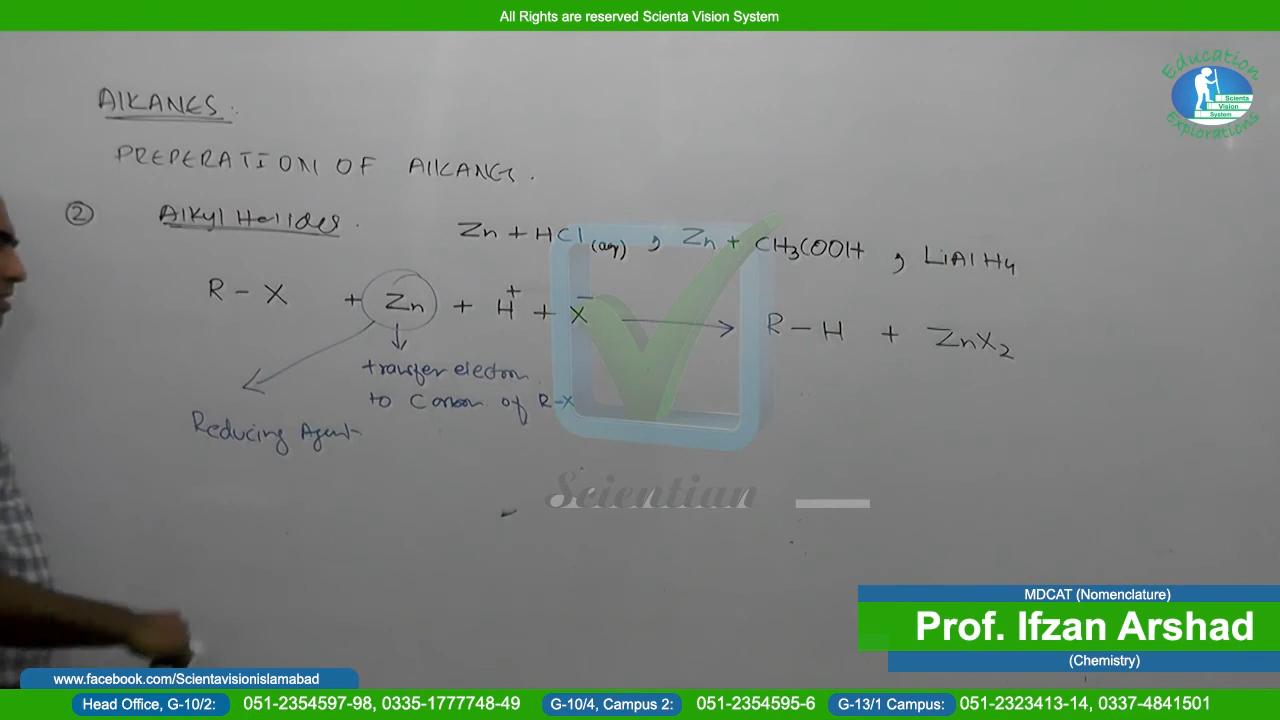 All Rights are reserved Scienta Vision System
Education
Scienta
Vision
System
Explorations
AlKANES.
PREPERATION OF AlKANES.
② Alkyl Halides.
Zn + HCl (aq) , Zn + CH3COOH , LiAlH4
R - X + Zn + H+ + X- → R - H + ZnX2
transfer electron
to Carbon of R-X
Reducing Agent
Scientian
MDCAT (Nomenclature)
Prof. Ifzan Arshad
(Chemistry)
www.facebook.com/Scientavisionislamabad
Head Office, G-10/2: 051-2354597-98, 0335-1777748-49 G-10/4, Campus 2: 051-2354595-6 G-13/1 Campus: 051-2323413-14, 0337-4841501